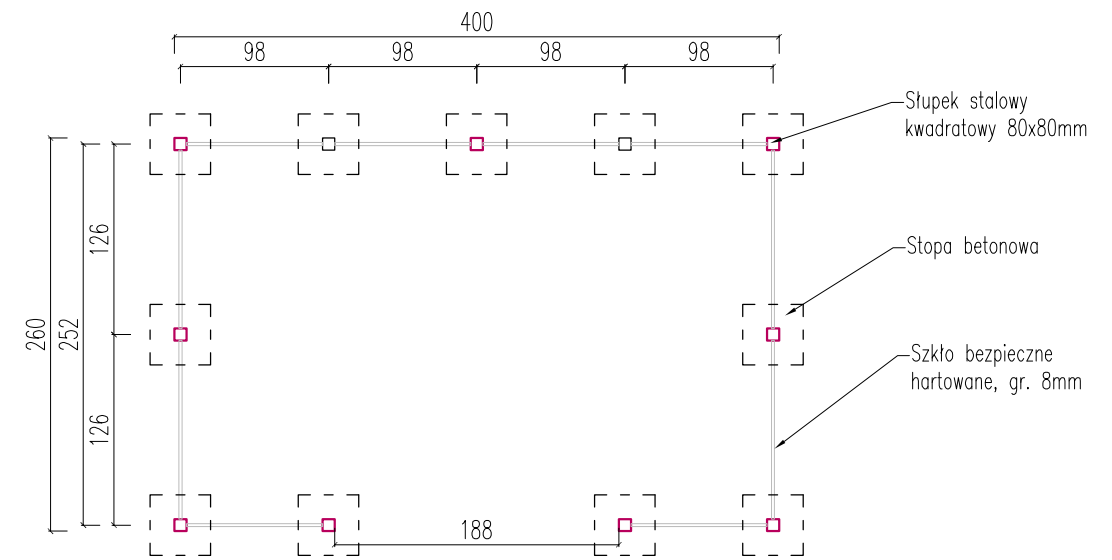 400
98
98
98
98
Słupek stalowy
kwadratowy 80x80mm
126
Stopa betonowa
260
252
Szkło bezpieczne
hartowane, gr. 8mm
126
188